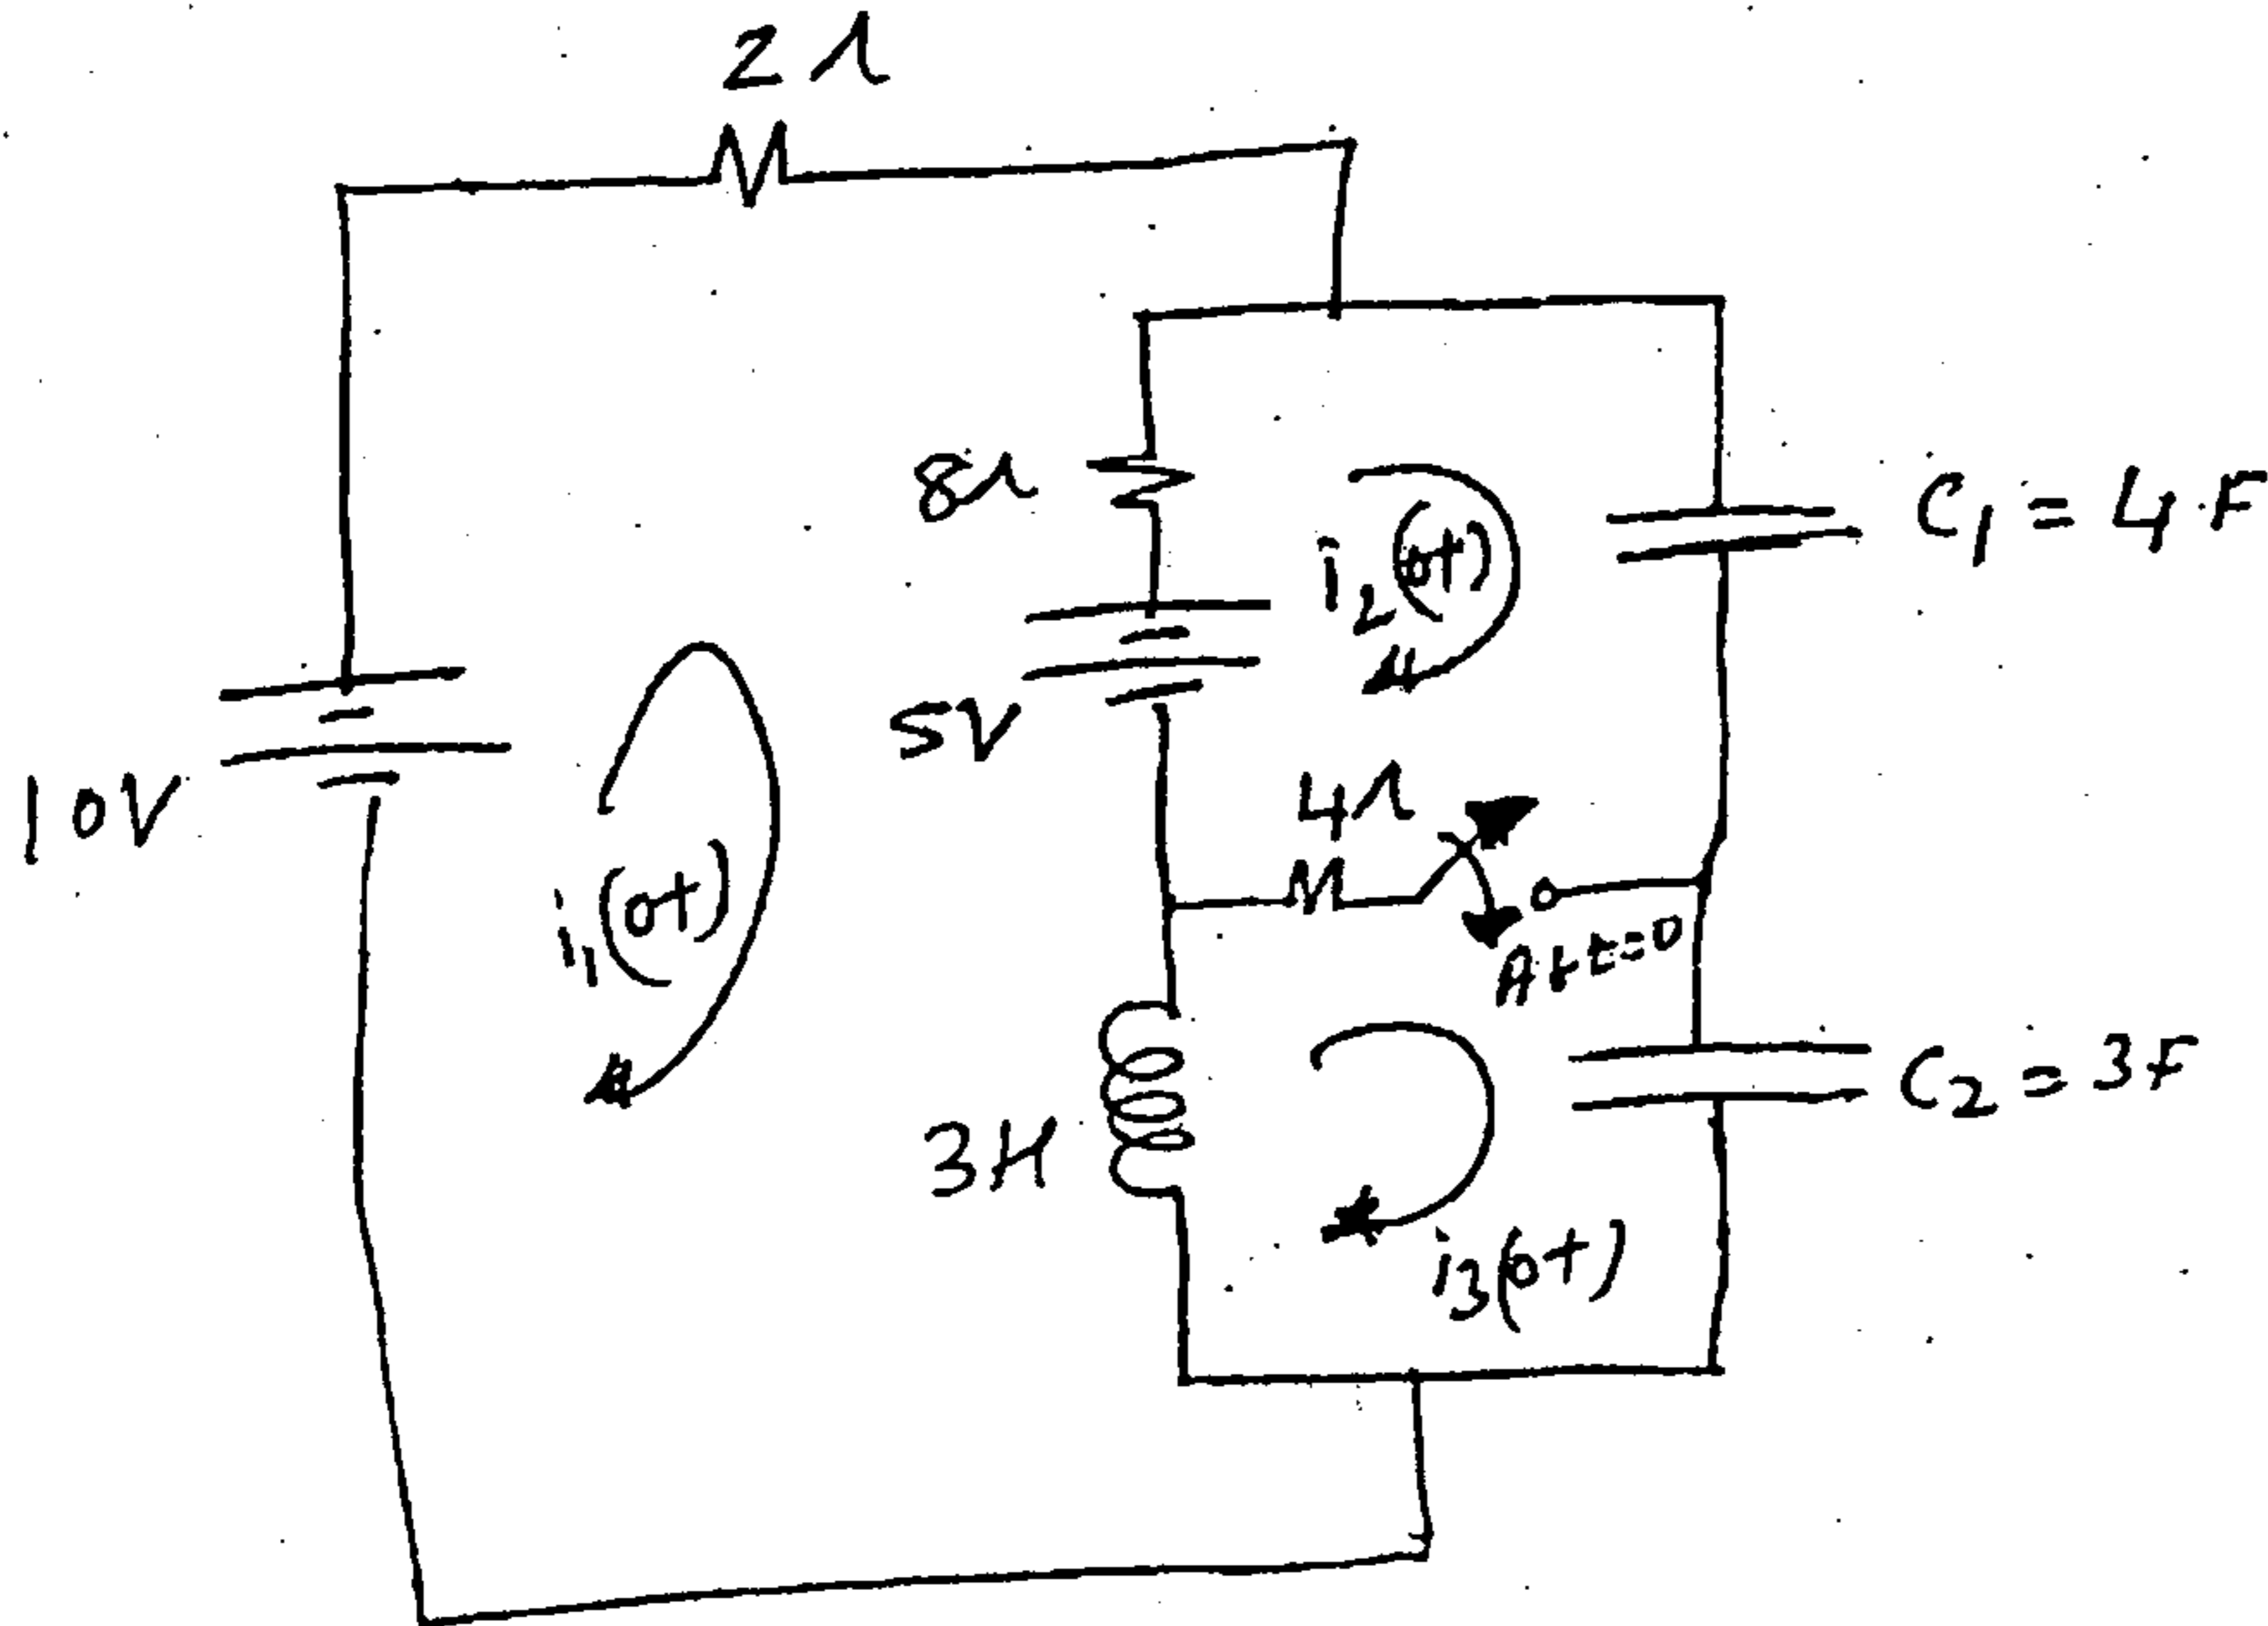 2Ω
8Ω
i₂(0+)
C₁ = 4F
5V
10V
4Ω
i₁(0+)
At t=0
3H
C₂ = 3F
i₃(0+)